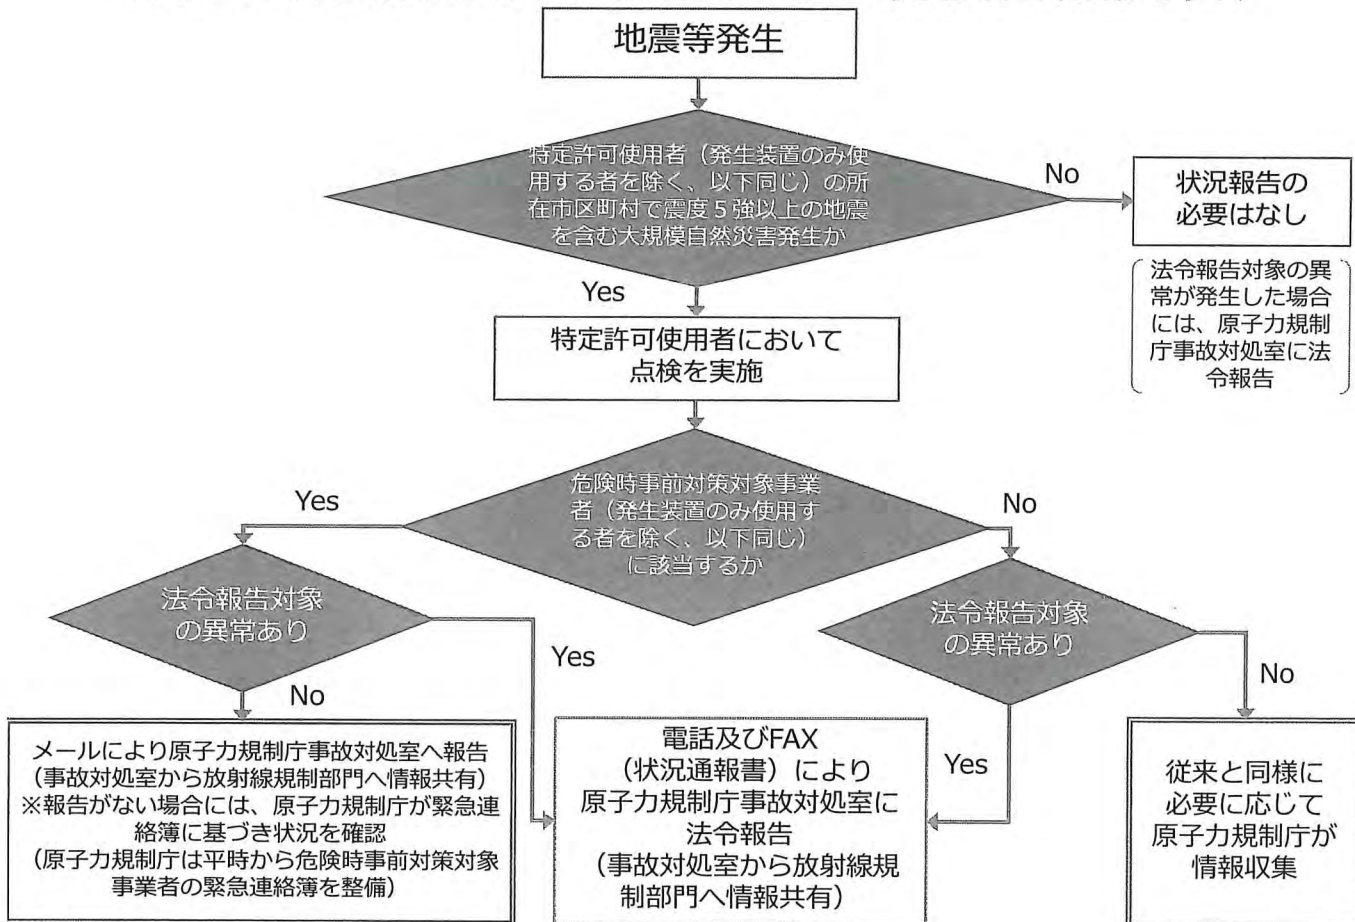 地震等発生
特定許可使用者（発生装置のみ使
用する者を除く、以下同じ）の所
在市区町村で震度５強以上の地震
を含む大規模自然災害発生か
No
状況報告の
必要はなし
法令報告対象の異
常が発生した場合
には、原子力規制
庁事故対処室に法
令報告
Yes
特定許可使用者において
点検を実施
危険時事前対策対象事業
者（発生装置のみ使用す
る者を除く、以下同じ）
に該当するか
Yes
No
法令報告対象
の異常あり
法令報告対象
の異常あり
Yes
No
No
Yes
メールにより原子力規制庁事故対処室へ報告
（事故対処室から放射線規制部門へ情報共有）
※報告がない場合には、原子力規制庁が緊急連
絡簿に基づき状況を確認
（原子力規制庁は平時から危険時事前対策対象
事業者の緊急連絡簿を整備）
電話及びFAX
（状況通報書）により
原子力規制庁事故対処室に
法令報告
（事故対処室から放射線規
制部門へ情報共有）
従来と同様に
必要に応じて
原子力規制庁が
情報収集